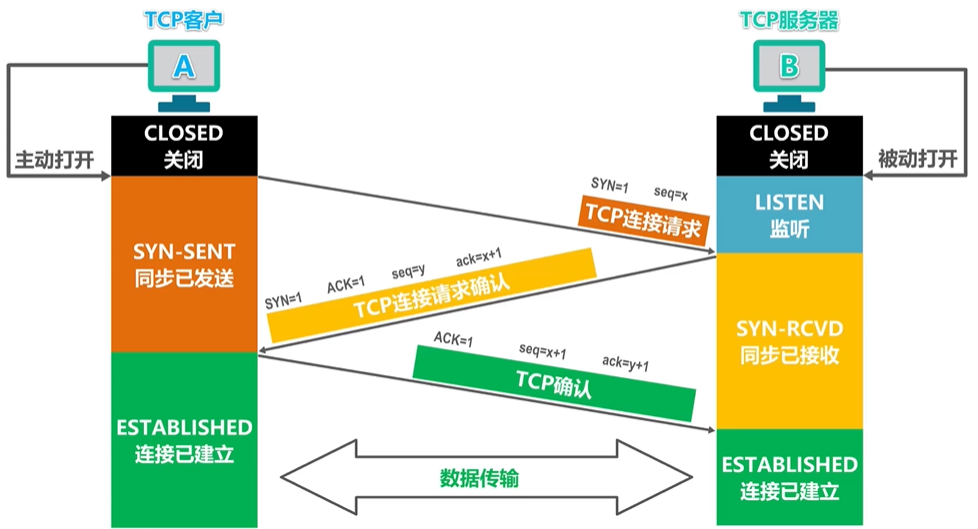 TCP客户
TCP服务器
A
B
CLOSED
关闭
CLOSED
关闭
主动打开
被动打开
SYN=1 seq=x
TCP连接请求
LISTEN
监听
SYN-SENT
同步已发送
SYN=1 ACK=1 seq=y ack=x+1
TCP连接请求确认
SYN-RCVD
同步已接收
ACK=1 seq=x+1 ack=y+1
TCP确认
ESTABLISHED
连接已建立
数据传输
ESTABLISHED
连接已建立